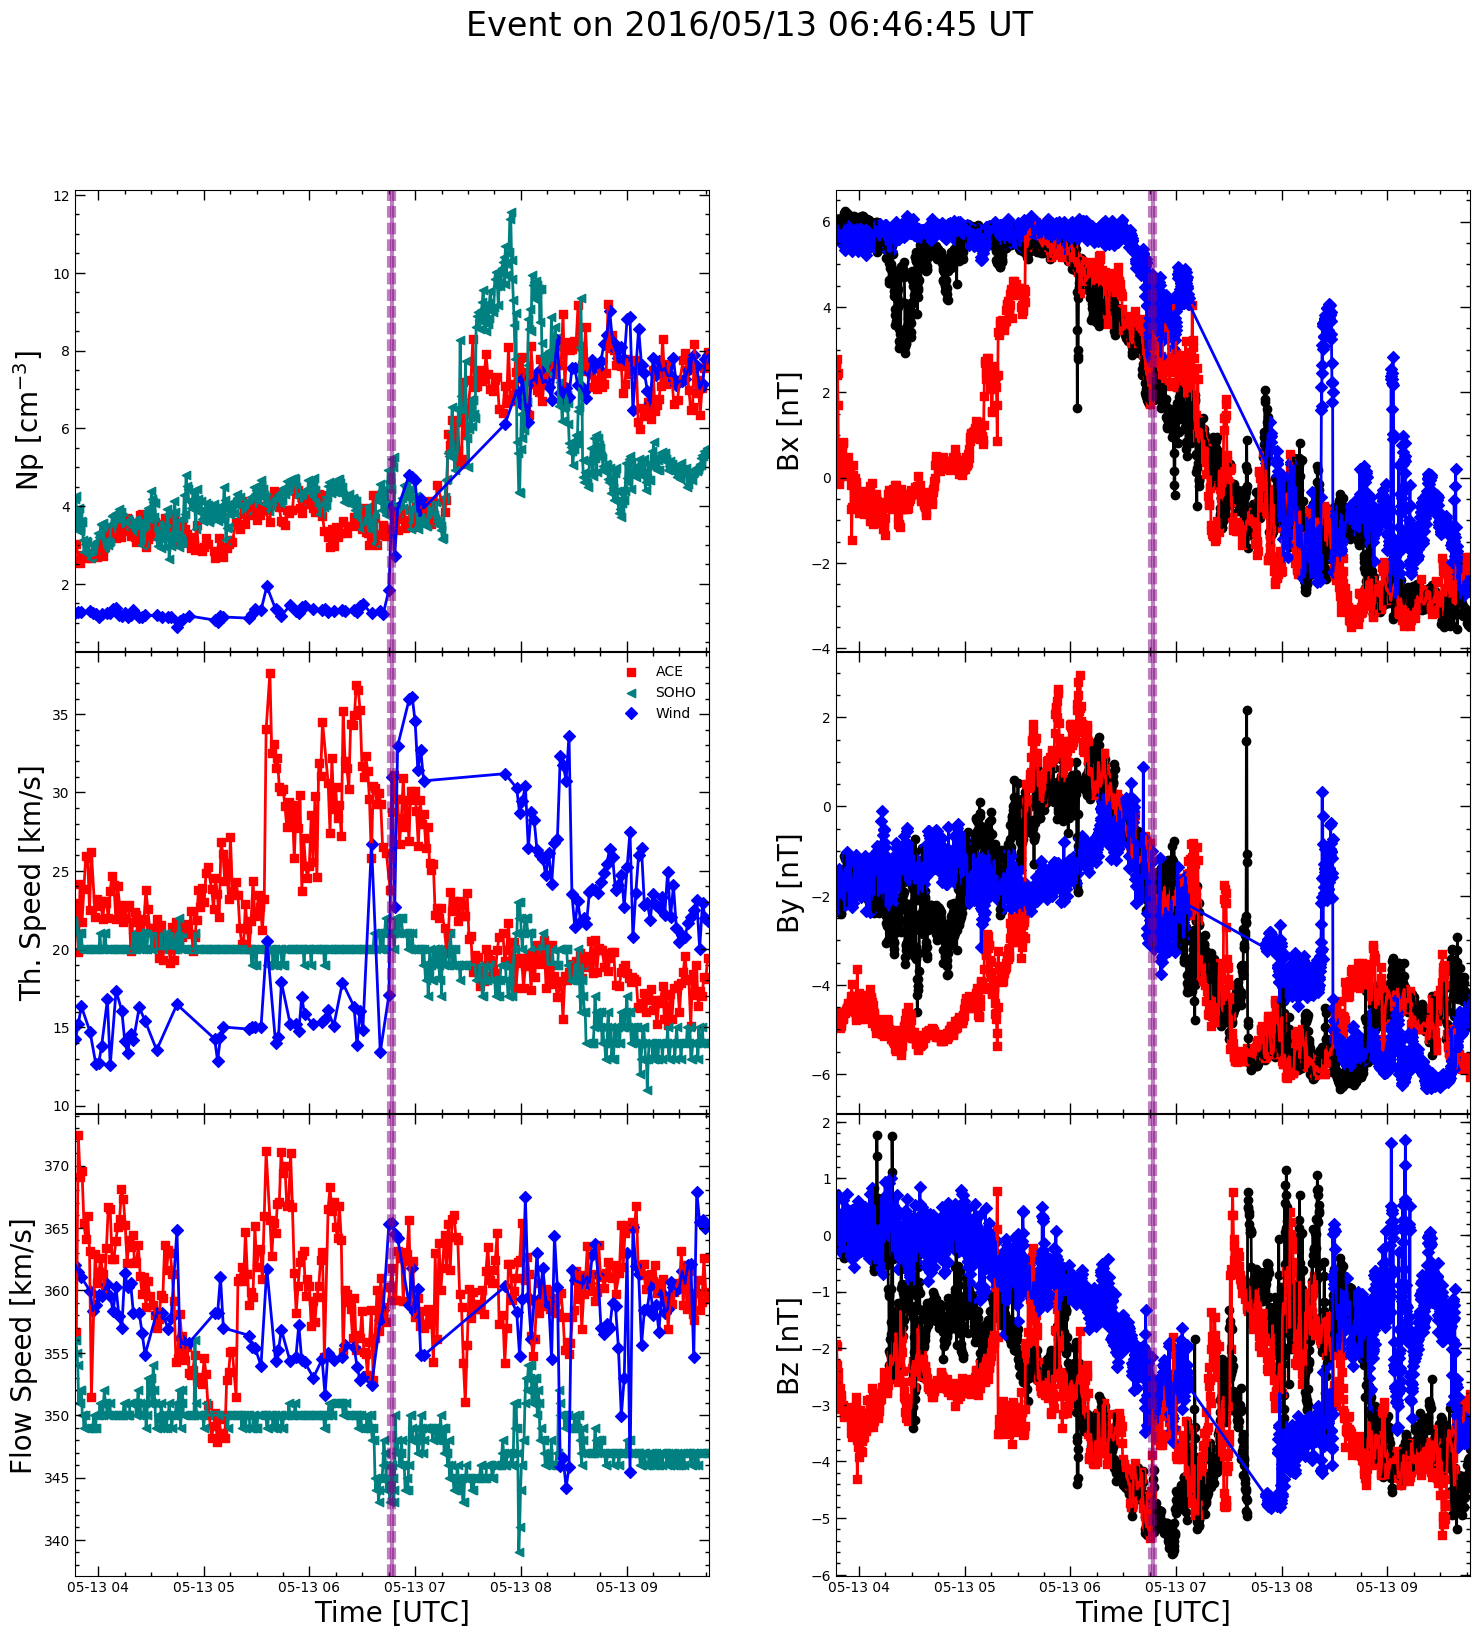 Event on 2016/05/13 06:46:45 UT
Np [cm⁻³]
12
10
8
6
4
2
Bx [nT]
6
4
2
0
−2
−4
Th. Speed [km/s]
35
30
25
20
15
10
ACE
SOHO
Wind
By [nT]
2
0
−2
−4
−6
Flow Speed [km/s]
370
365
360
355
350
345
340
Bz [nT]
2
1
0
−1
−2
−3
−4
−5
−6
05-13 04 05-13 05 05-13 06 05-13 07 05-13 08 05-13 09
Time [UTC]
05-13 04 05-13 05 05-13 06 05-13 07 05-13 08 05-13 09
Time [UTC]